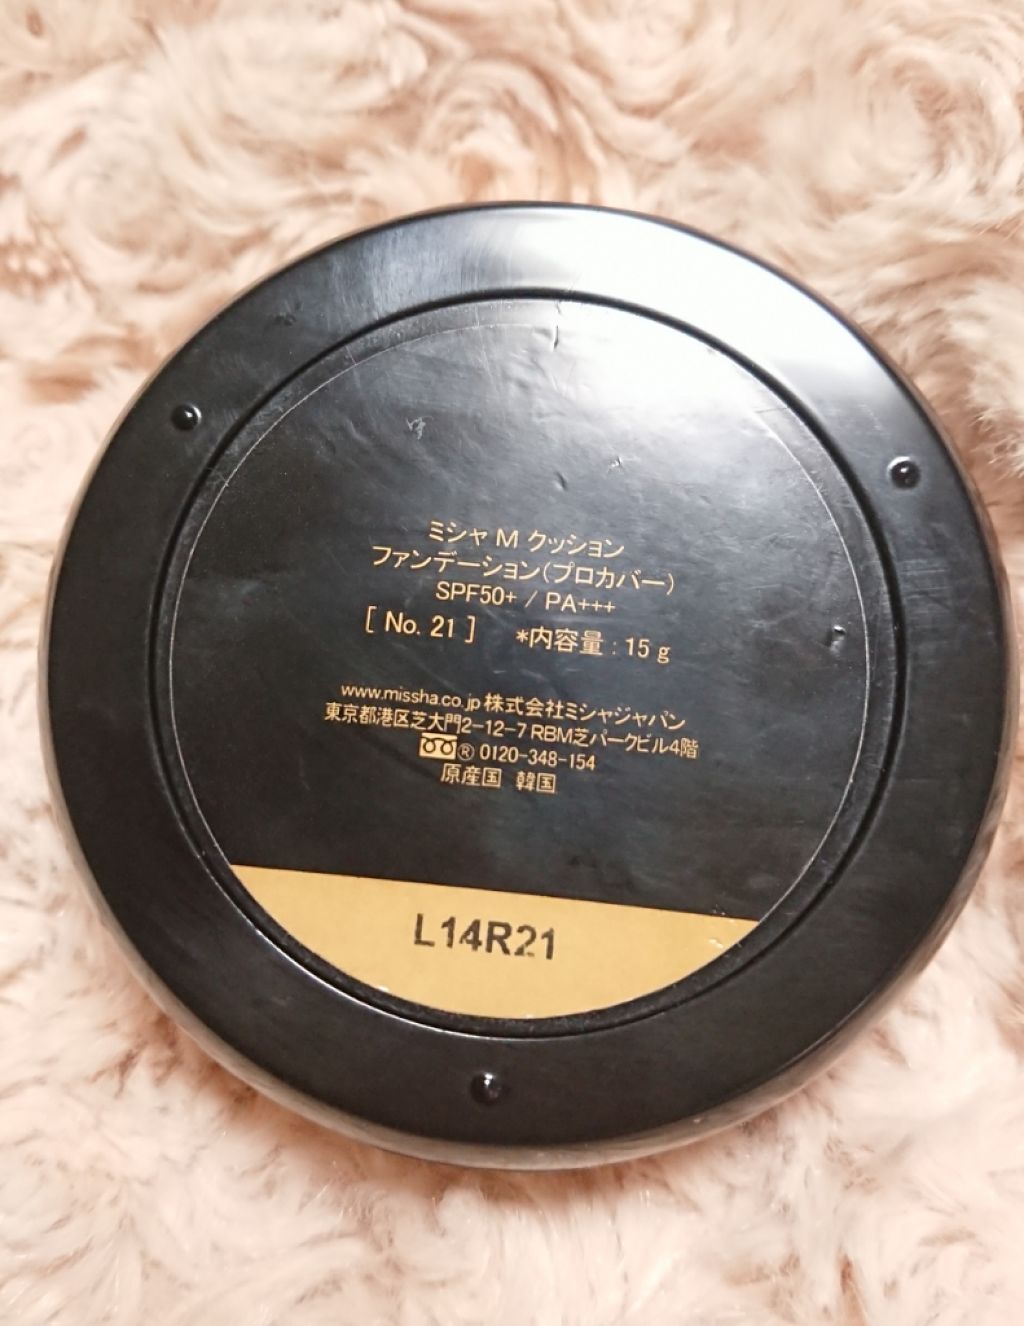 ミシャ M クッション
ファンデーション(プロカバー)
SPF50+ / PA+++
[ No. 21 ] *内容量 : 15 g
www.missha.co.jp 株式会社ミシャジャパン
東京都港区芝大門2-12-7 RBM芝パークビル4階
® 0120-348-154
原産国 韓国
L14R21